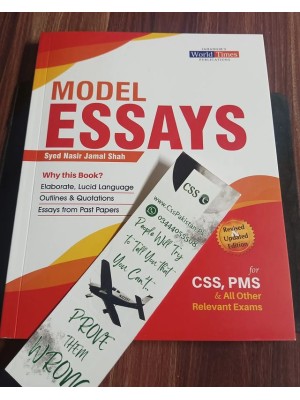 JAHANGIR'S
World Times
PUBLICATIONS
MODEL
ESSAYS
Syed Nasir Jamal Shah
Why this Book?
Elaborate, Lucid Language
Outlines & Quotations
Essays from Past Papers
Revised
Updated
Edition
for
CSS, PMS
& All Other
Relevant Exams
CSS
www.CssPakistan.P
People Will Try
to Tell You that
You Can't...
PROVE
THEM
WRONG